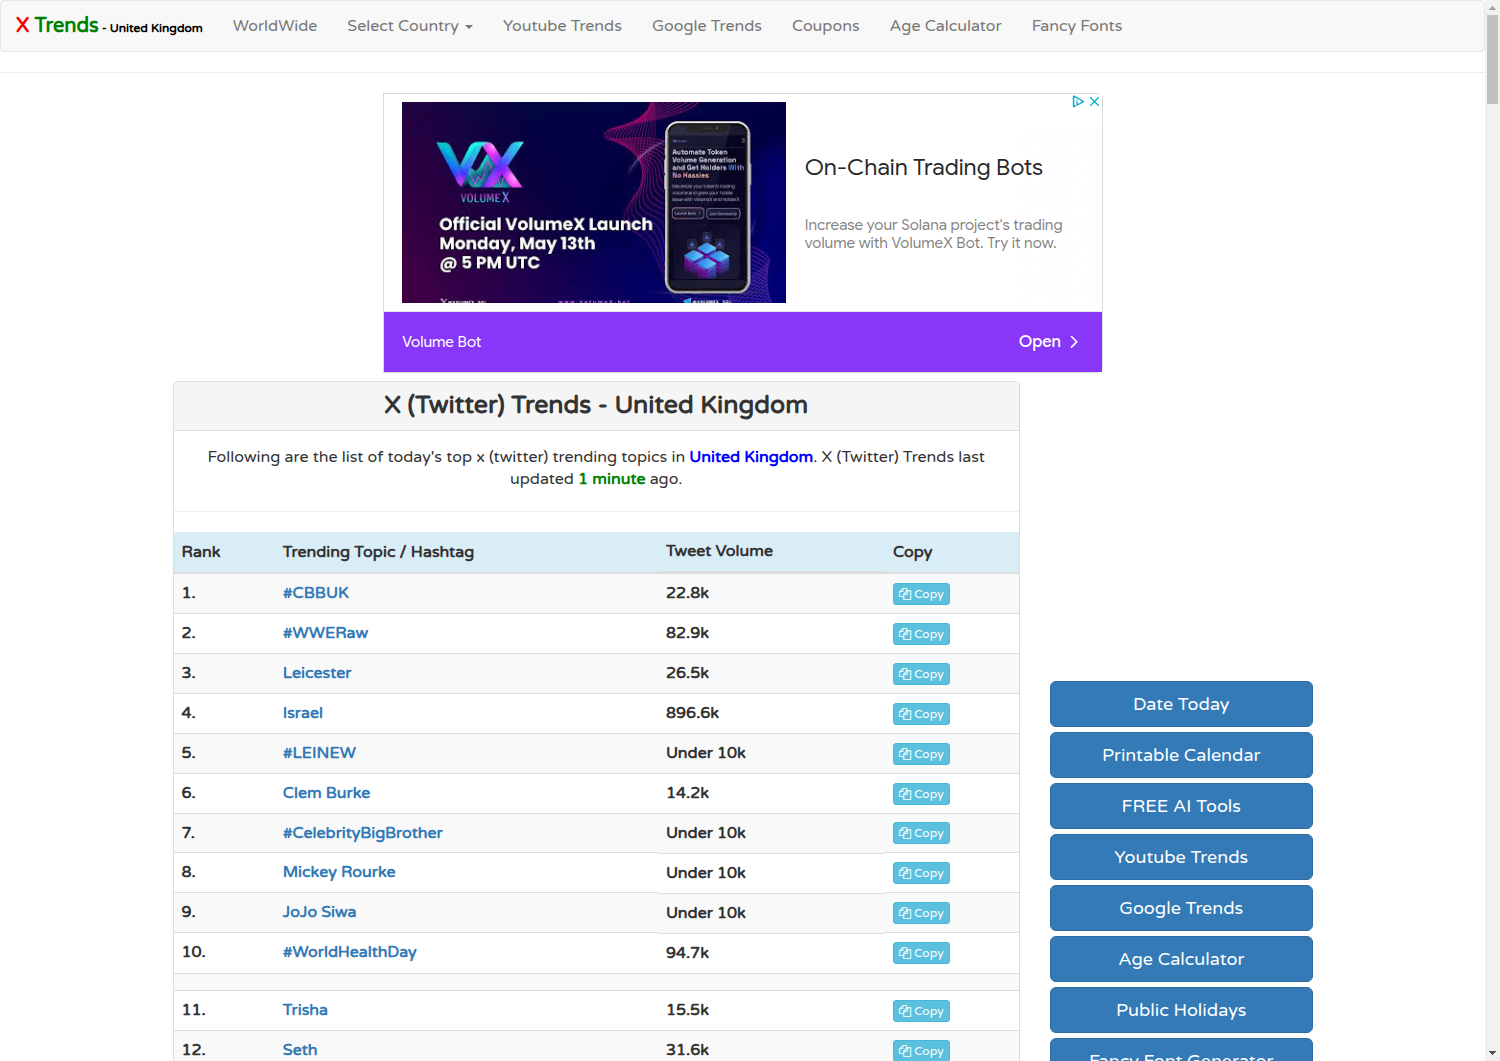 X Trends - United Kingdom WorldWide Select Country Youtube Trends Google Trends Coupons Age Calculator Fancy Fonts
VOLUME X
Official VolumeX Launch
Monday, May 13th
@ 5 PM UTC
Automate Token
Volume Generation
and Get Holders With
No Hassles
On-Chain Trading Bots
Increase your Solana project's trading
volume with VolumeX Bot. Try it now.
Volume Bot Open
X (Twitter) Trends - United Kingdom
Following are the list of today's top x (twitter) trending topics in United Kingdom. X (Twitter) Trends last
updated 1 minute ago.
Rank Trending Topic / Hashtag Tweet Volume Copy
1. #CBBUK 22.8k Copy
2. #WWERaw 82.9k Copy
3. Leicester 26.5k Copy
4. Israel 896.6k Copy
5. #LEINEW Under 10k Copy
6. Clem Burke 14.2k Copy
7. #CelebrityBigBrother Under 10k Copy
8. Mickey Rourke Under 10k Copy
9. JoJo Siwa Under 10k Copy
10. #WorldHealthDay 94.7k Copy
11. Trisha 15.5k Copy
12. Seth 31.6k Copy
Date Today
Printable Calendar
FREE AI Tools
Youtube Trends
Google Trends
Age Calculator
Public Holidays
Fancy Font Generator